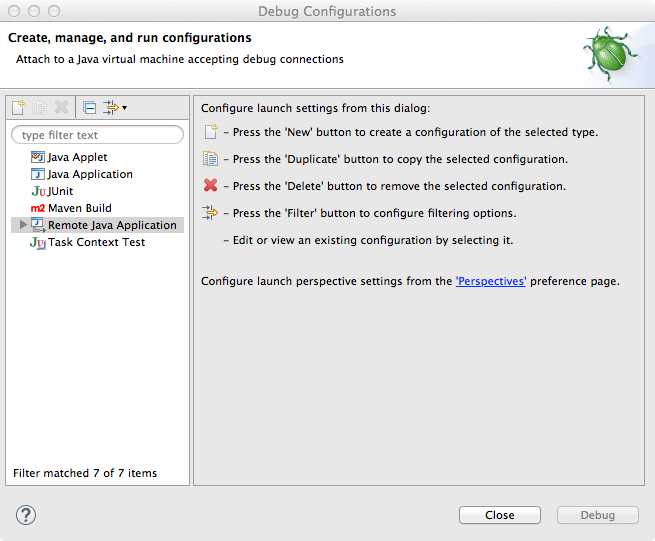 Debug Configurations
Create, manage, and run configurations
Attach to a Java virtual machine accepting debug connections
type filter text
Java Applet
Java Application
JUnit
Maven Build
Remote Java Application
Task Context Test
Filter matched 7 of 7 items
Configure launch settings from this dialog:
– Press the 'New' button to create a configuration of the selected type.
– Press the 'Duplicate' button to copy the selected configuration.
– Press the 'Delete' button to remove the selected configuration.
– Press the 'Filter' button to configure filtering options.
– Edit or view an existing configuration by selecting it.
Configure launch perspective settings from the 'Perspectives' preference page.
?
Close
Debug